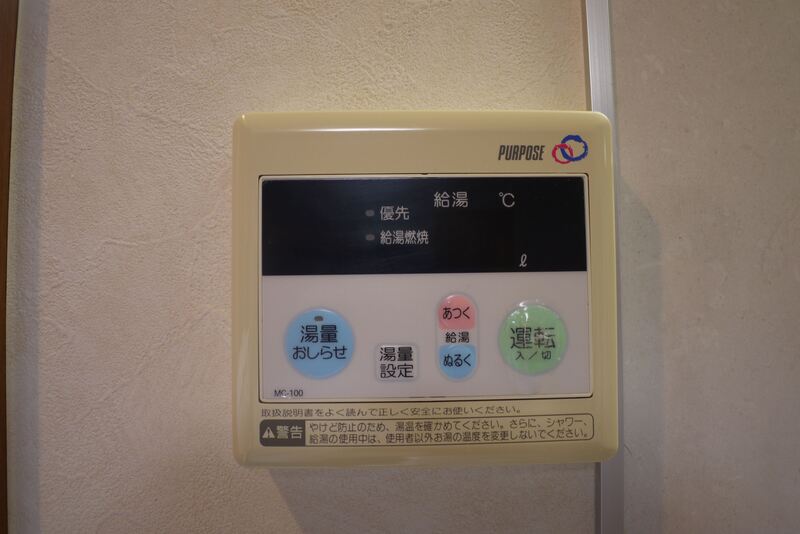 PURPOSE
給湯 ℃
優先
給湯燃焼
ℓ
湯量
おしらせ
湯量
設定
あつく
給湯
ぬるく
運転
入/切
MC-100
取扱説明書をよく読んで正しく安全にお使いください。
警告
やけど防止のため、湯温を確かめてください。さらに、シャワー、
給湯の使用中は、使用者以外お湯の温度を変更しないでください。